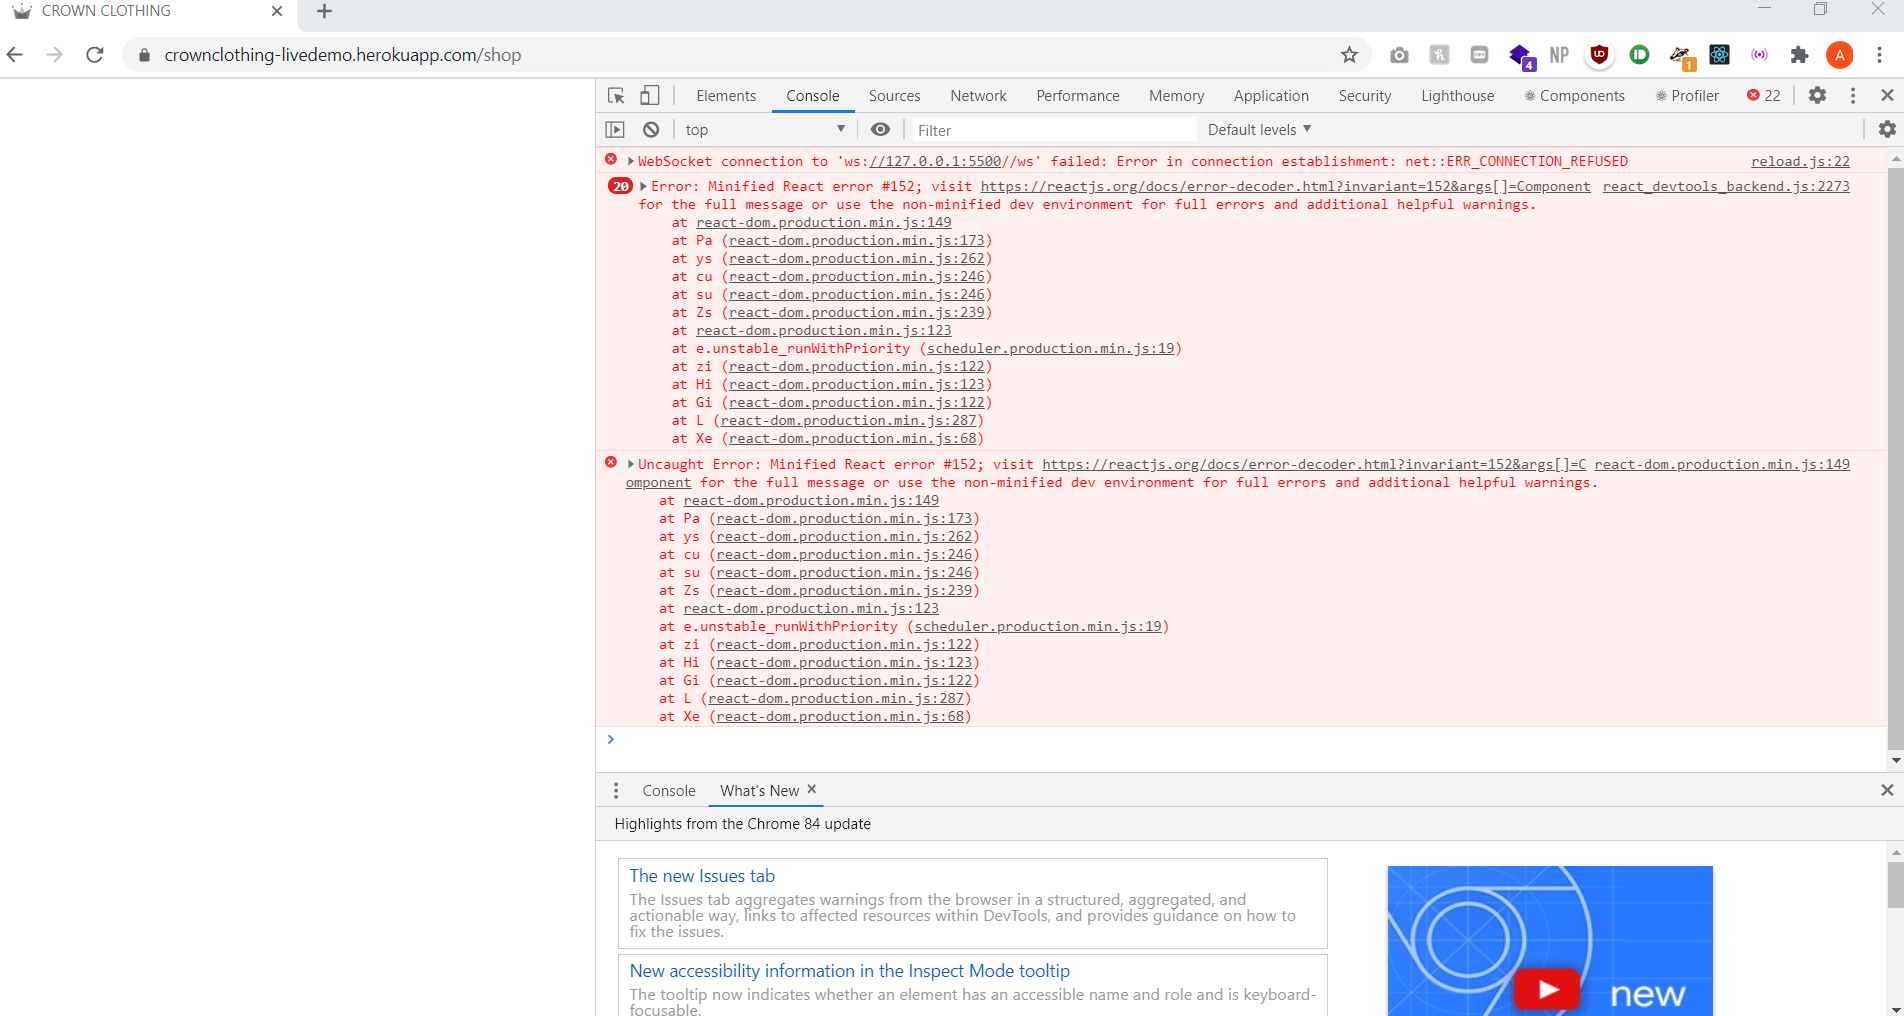 CROWN CLOTHING
crownclothing-livedemo.herokuapp.com/shop
4 NP 1 A
Elements Console Sources Network Performance Memory Application Security Lighthouse Components Profiler 22
top Filter Default levels
WebSocket connection to 'ws://127.0.0.1:5500//ws' failed: Error in connection establishment: net::ERR_CONNECTION_REFUSED reload.js:22
20 Error: Minified React error #152; visit https://reactjs.org/docs/error-decoder.html?invariant=152&args[]=Component react_devtools_backend.js:2273
for the full message or use the non-minified dev environment for full errors and additional helpful warnings.
at react-dom.production.min.js:149
at Pa (react-dom.production.min.js:173)
at ys (react-dom.production.min.js:262)
at cu (react-dom.production.min.js:246)
at su (react-dom.production.min.js:246)
at Zs (react-dom.production.min.js:239)
at react-dom.production.min.js:123
at e.unstable_runWithPriority (scheduler.production.min.js:19)
at zi (react-dom.production.min.js:122)
at Hi (react-dom.production.min.js:123)
at Gi (react-dom.production.min.js:122)
at L (react-dom.production.min.js:287)
at Xe (react-dom.production.min.js:68)
Uncaught Error: Minified React error #152; visit https://reactjs.org/docs/error-decoder.html?invariant=152&args[]=C react-dom.production.min.js:149
omponent for the full message or use the non-minified dev environment for full errors and additional helpful warnings.
at react-dom.production.min.js:149
at Pa (react-dom.production.min.js:173)
at ys (react-dom.production.min.js:262)
at cu (react-dom.production.min.js:246)
at su (react-dom.production.min.js:246)
at Zs (react-dom.production.min.js:239)
at react-dom.production.min.js:123
at e.unstable_runWithPriority (scheduler.production.min.js:19)
at zi (react-dom.production.min.js:122)
at Hi (react-dom.production.min.js:123)
at Gi (react-dom.production.min.js:122)
at L (react-dom.production.min.js:287)
at Xe (react-dom.production.min.js:68)
Console What's New
Highlights from the Chrome 84 update
The new Issues tab
The Issues tab aggregates warnings from the browser in a structured, aggregated, and
actionable way, links to affected resources within DevTools, and provides guidance on how to
fix the issues.
New accessibility information in the Inspect Mode tooltip
The tooltip now indicates whether an element has an accessible name and role and is keyboard-
focusable.
new